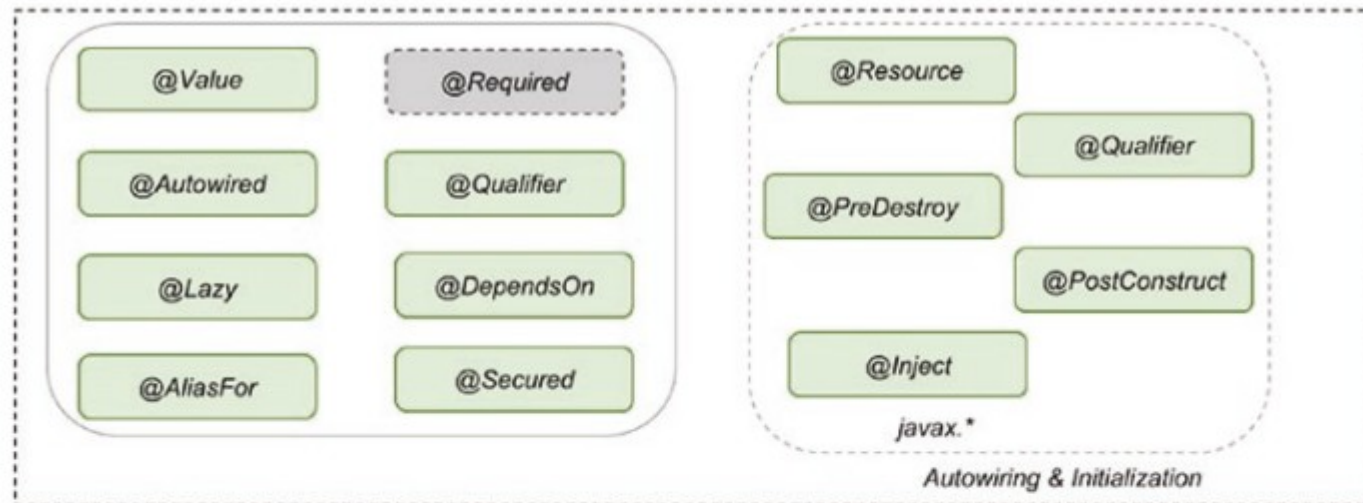 @Value
@Required
@Autowired
@Qualifier
@Lazy
@DependsOn
@AliasFor
@Secured
@Resource
@Qualifier
@PreDestroy
@PostConstruct
@Inject
javax.*
Autowiring & Initialization